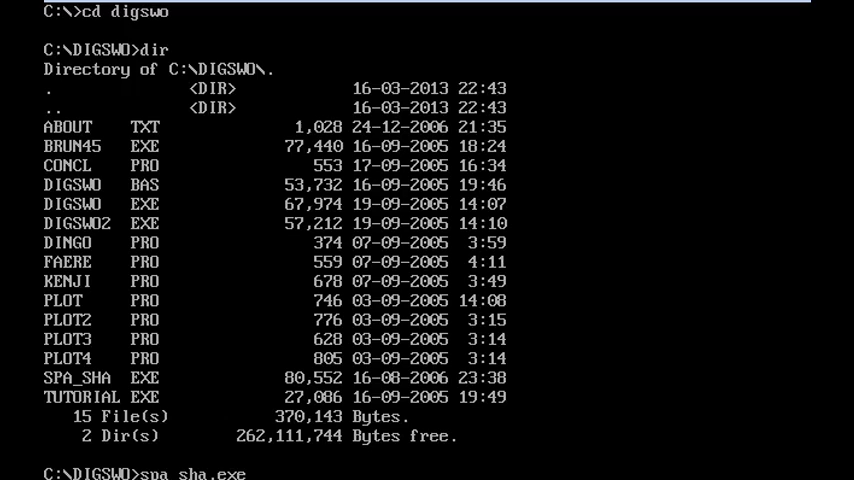 C:\>cd digswo
C:\DIGSWO>dir
Directory of C:\DIGSWO\.
. <DIR> 16-03-2013 22:43
.. <DIR> 16-03-2013 22:43
ABOUT TXT 1,028 24-12-2006 21:35
BRUN45 EXE 77,440 16-09-2005 18:24
CONCL PRO 553 17-09-2005 16:34
DIGSWO BAS 53,732 16-09-2005 19:46
DIGSWO EXE 67,974 19-09-2005 14:07
DIGSWO2 EXE 57,212 19-09-2005 14:10
DINGO PRO 374 07-09-2005 3:59
FAERE PRO 559 07-09-2005 4:11
KENJI PRO 678 07-09-2005 3:49
PLOT PRO 746 03-09-2005 14:08
PLOT2 PRO 776 03-09-2005 3:15
PLOT3 PRO 628 03-09-2005 3:14
PLOT4 PRO 805 03-09-2005 3:14
SPA_SHA EXE 80,552 16-08-2006 23:38
TUTORIAL EXE 27,086 16-09-2005 19:49
15 File(s) 370,143 Bytes.
2 Dir(s) 262,111,744 Bytes free.
C:\DIGSWO>spa_sha.exe